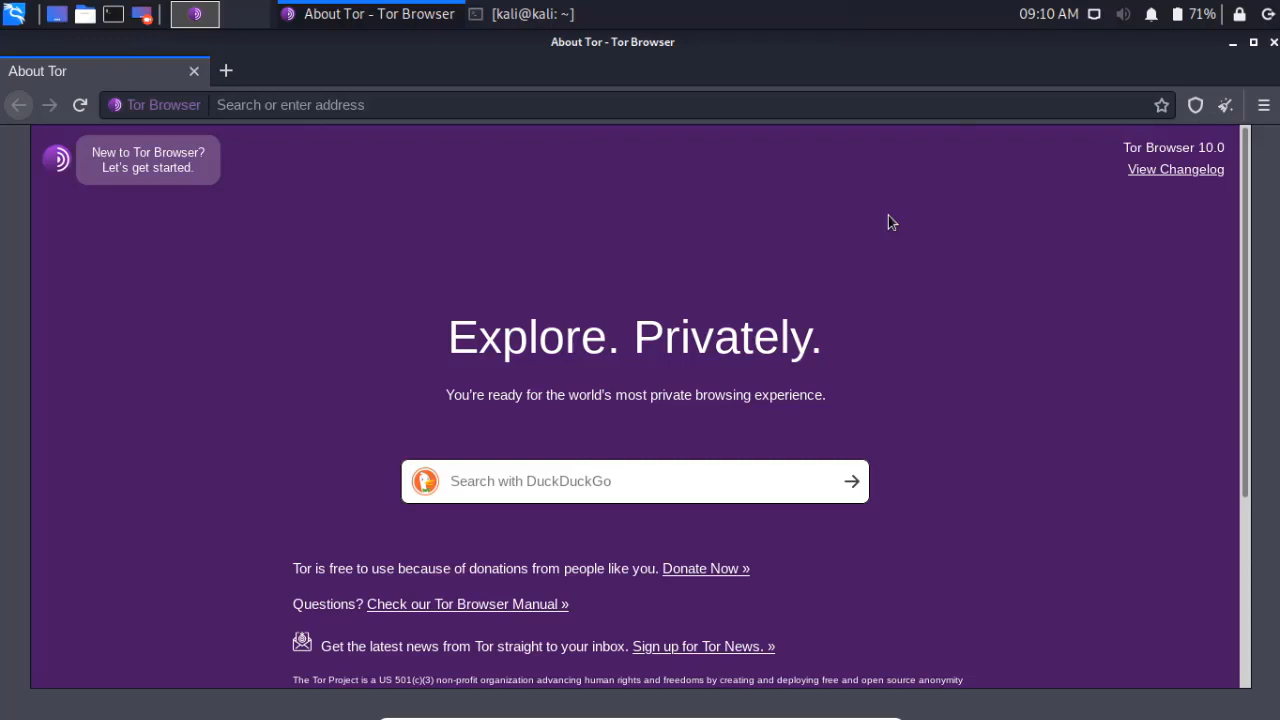 About Tor - Tor Browser
[kali@kali: ~]
09:10 AM
71%
About Tor - Tor Browser
About Tor
Tor Browser
Search or enter address
New to Tor Browser?
Let's get started.
Tor Browser 10.0
View Changelog
Explore. Privately.
You're ready for the world's most private browsing experience.
Search with DuckDuckGo
Tor is free to use because of donations from people like you. Donate Now »
Questions? Check our Tor Browser Manual »
Get the latest news from Tor straight to your inbox. Sign up for Tor News. »
The Tor Project is a US 501(c)(3) non-profit organization advancing human rights and freedoms by creating and deploying free and open source anonymity